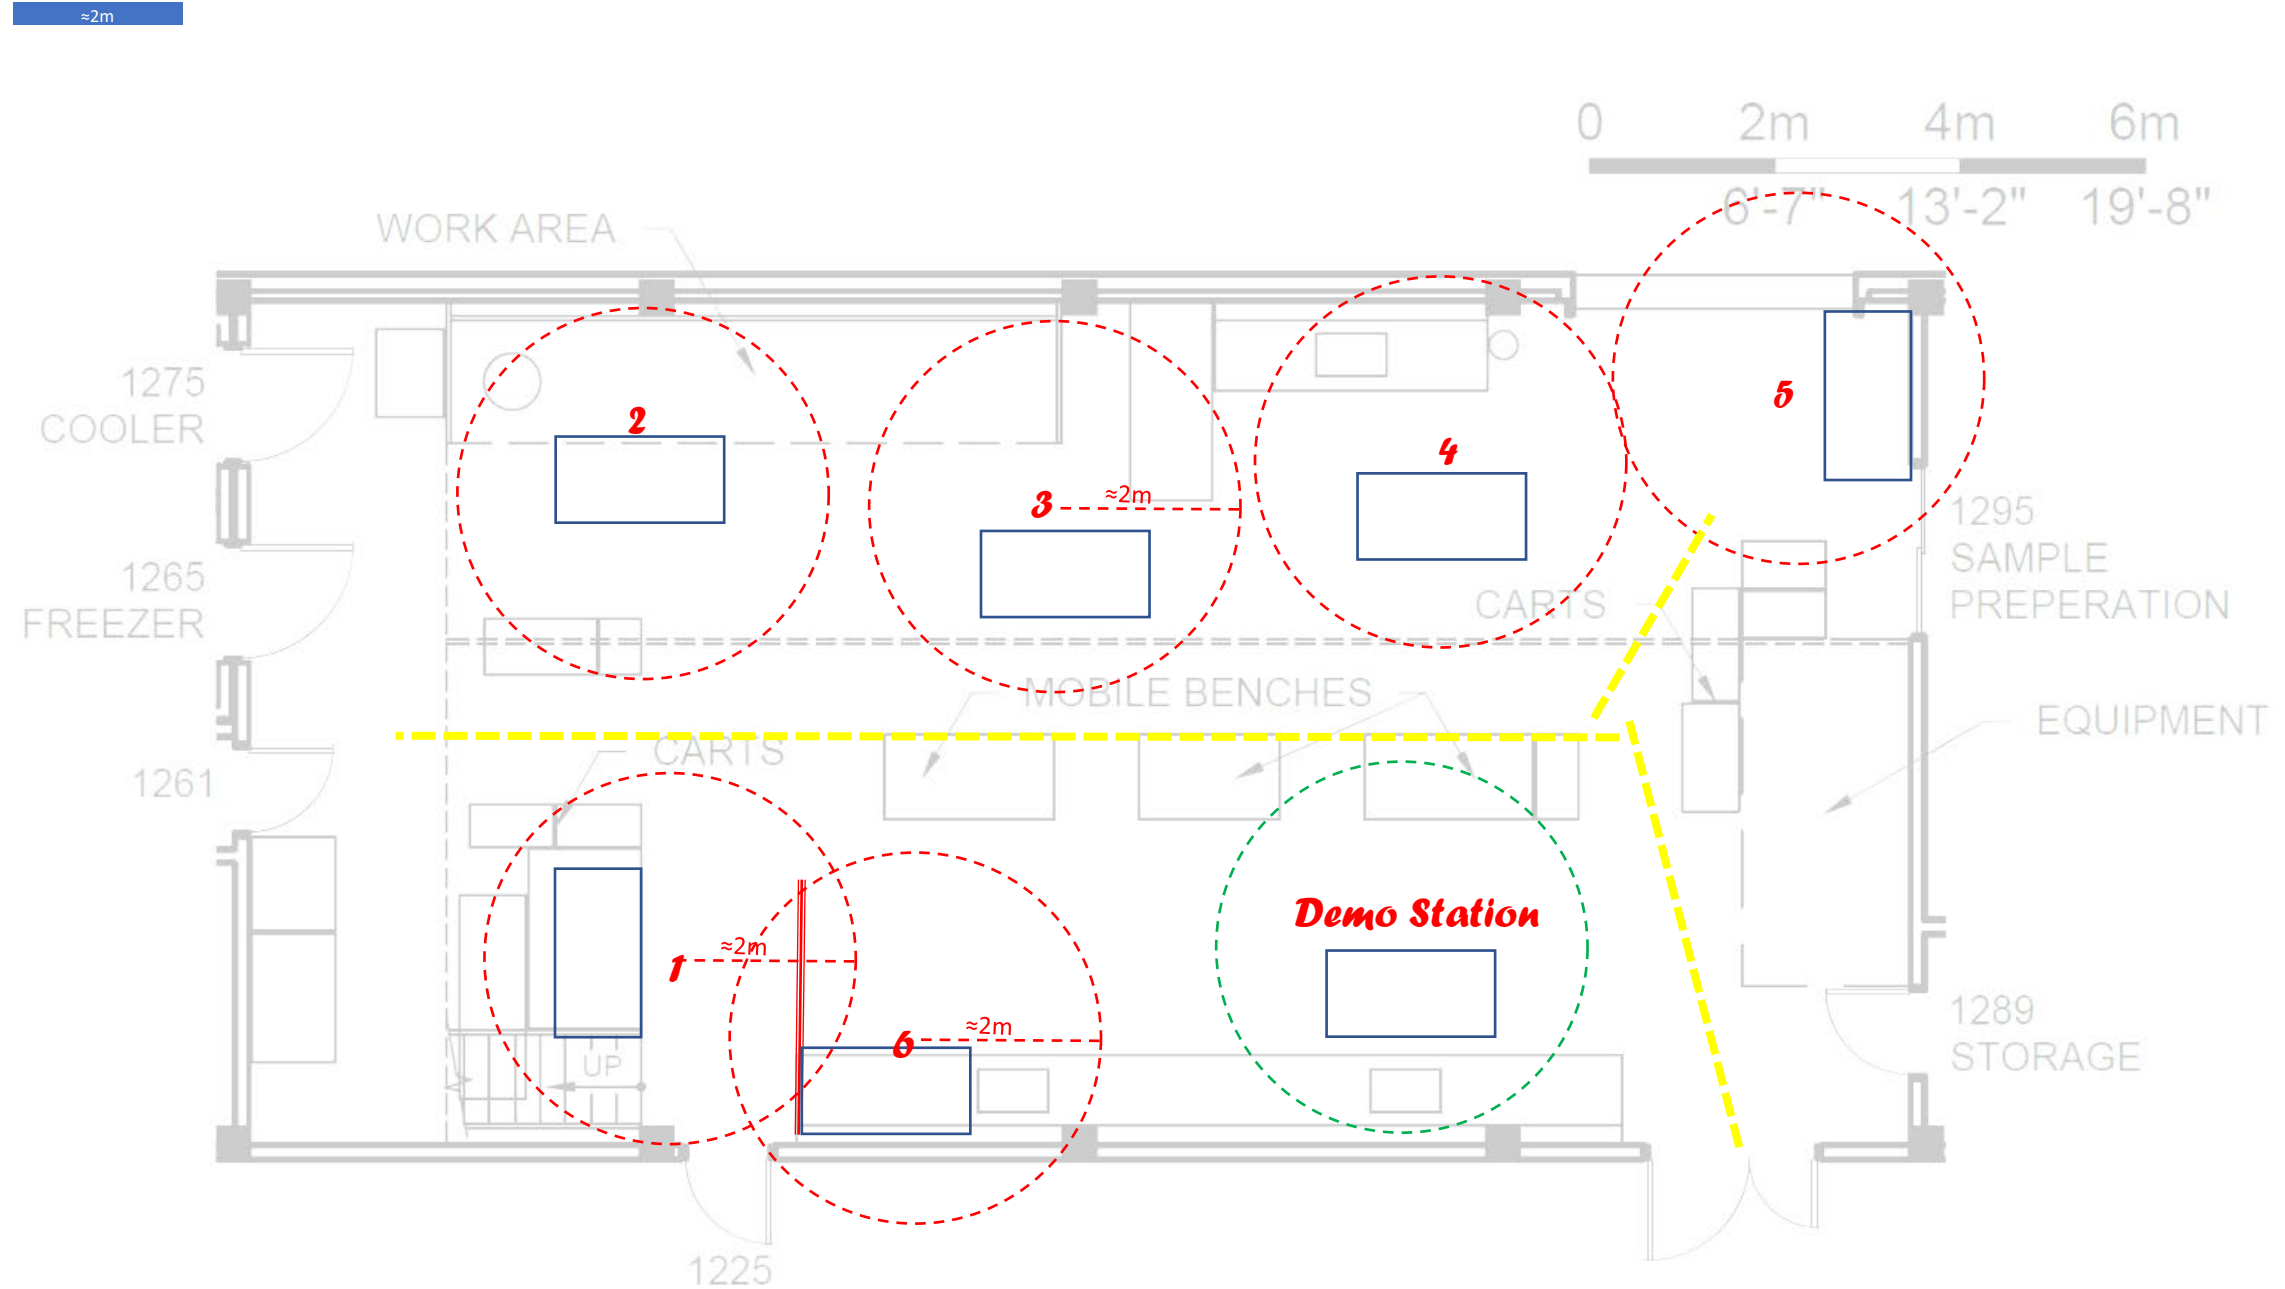 ≈2m
0 2m 4m 6m
6'-7" 13'-2" 19'-8"
WORK AREA
1275
COOLER
2
5
4
3
≈2m
1295
SAMPLE
PREPERATION
1265
FREEZER
CARTS
MOBILE BENCHES
EQUIPMENT
CARTS
1261
Demo Station
≈2m
1
≈2m
6
1289
STORAGE
UP
1225